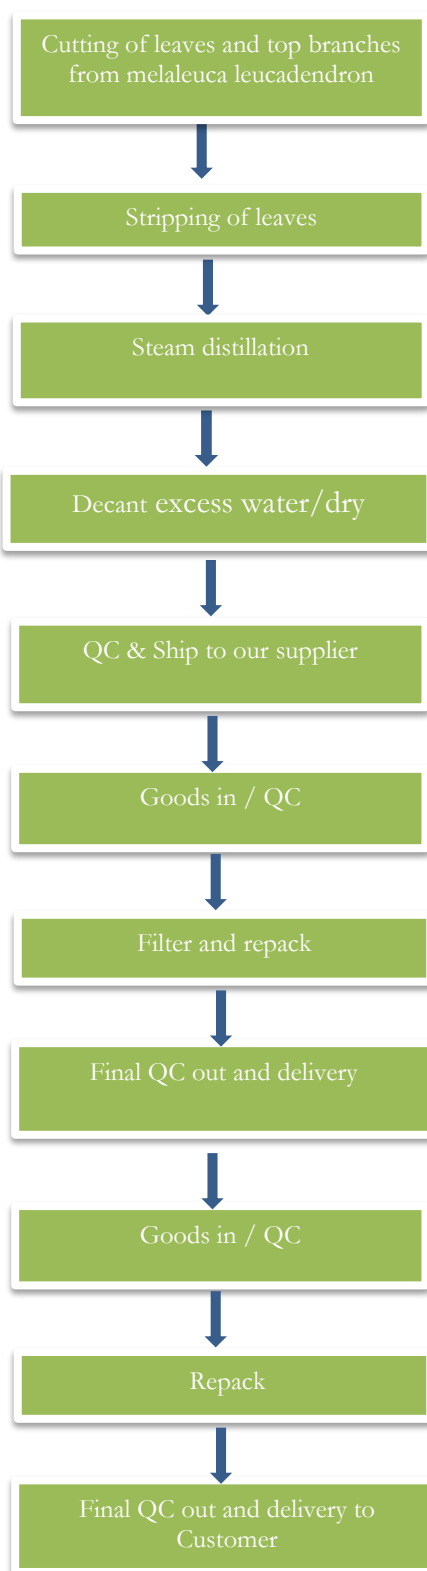 Cutting of leaves and top branches
from melaleuca leucadendron
Stripping of leaves
Steam distillation
Decant excess water/dry
QC & Ship to our supplier
Goods in / QC
Filter and repack
Final QC out and delivery
Goods in / QC
Repack
Final QC out and delivery to
Customer